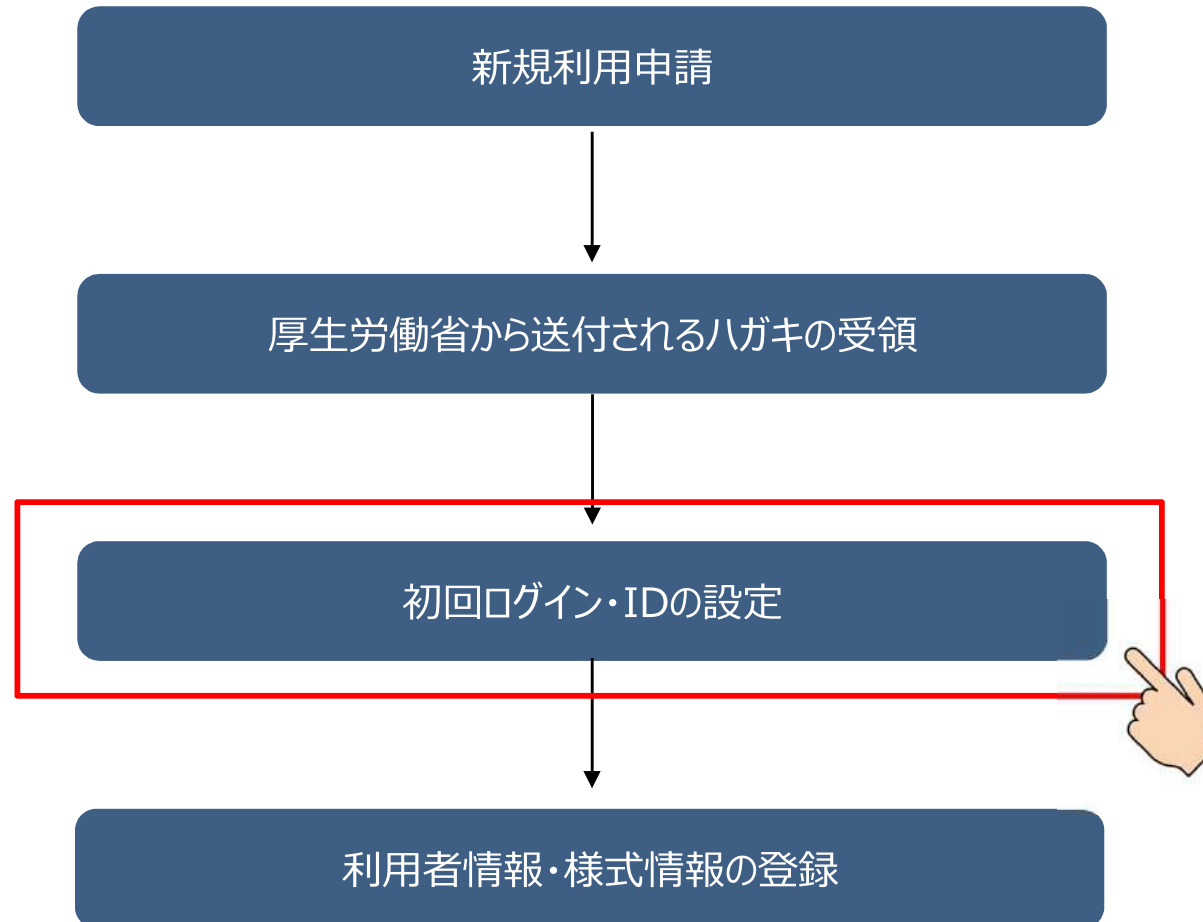 新規利用申請
厚生労働省から送付されるハガキの受領
初回ログイン・IDの設定
利用者情報・様式情報の登録